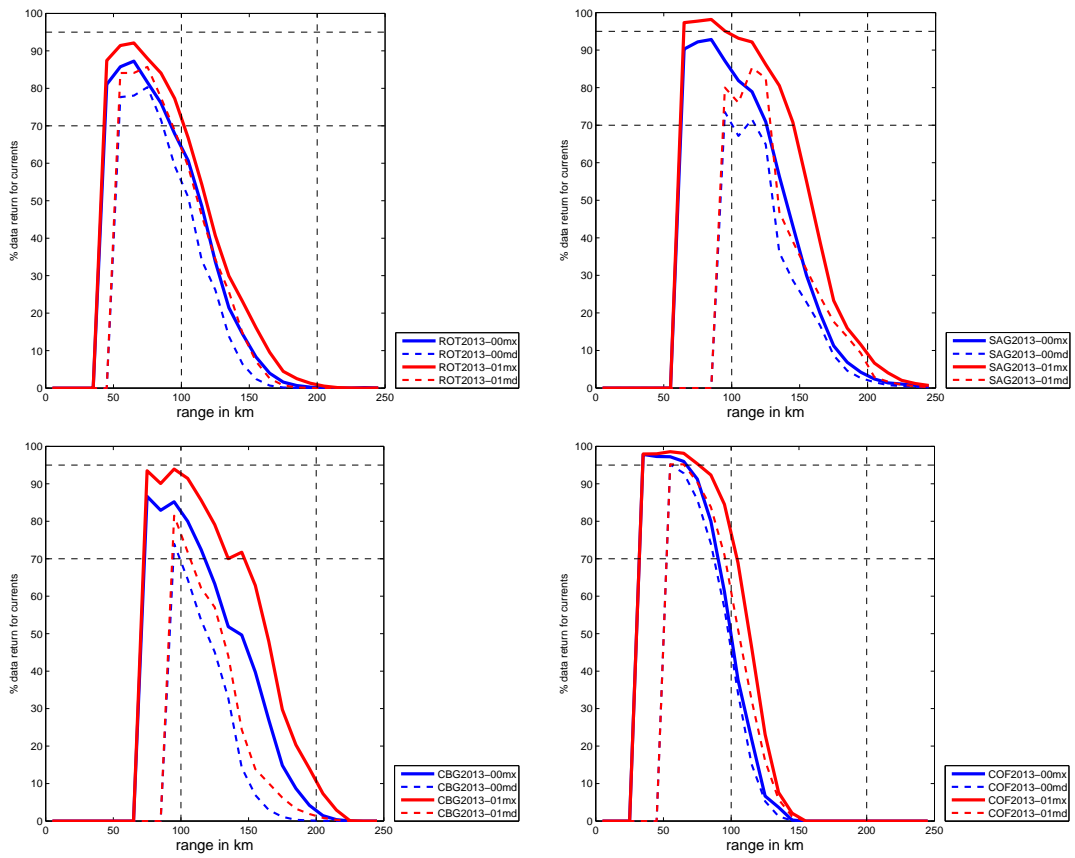 100
90
80
70
60
50
40
30
20
10
0
% data return for currents
0 50 100 150 200 250
range in km
ROT2013-00mx
ROT2013-00md
ROT2013-01mx
ROT2013-01md
100
90
80
70
60
50
40
30
20
10
0
% data return for currents
0 50 100 150 200 250
range in km
SAG2013-00mx
SAG2013-00md
SAG2013-01mx
SAG2013-01md
100
90
80
70
60
50
40
30
20
10
0
% data return for currents
0 50 100 150 200 250
range in km
CBG2013-00mx
CBG2013-00md
CBG2013-01mx
CBG2013-01md
100
90
80
70
60
50
40
30
20
10
0
% data return for currents
0 50 100 150 200 250
range in km
COF2013-00mx
COF2013-00md
COF2013-01mx
COF2013-01md